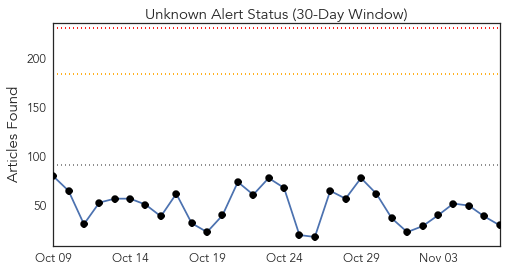 Unknown Alert Status (30-Day Window)
Articles Found
200
150
100
50
Oct 09 Oct 14 Oct 19 Oct 24 Oct 29 Nov 03